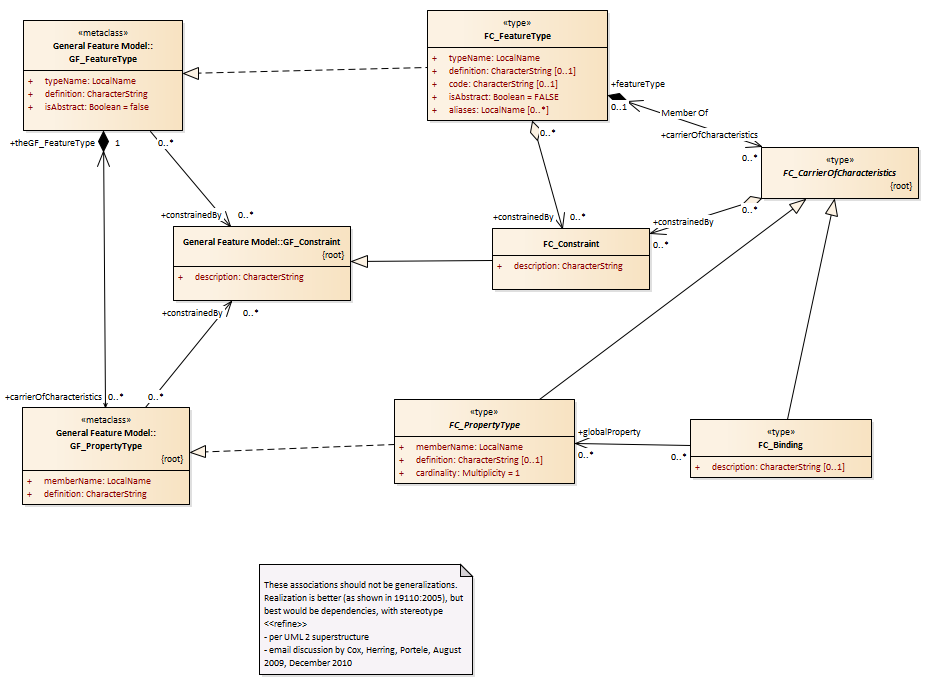 «metaclass»
General Feature Model::
GF_FeatureType
+ typeName: LocalName
+ definition: CharacterString
+ isAbstract: Boolean = false
«type»
FC_FeatureType
+ typeName: LocalName
+ definition: CharacterString [0..1]
+ code: CharacterString [0..1]
+ isAbstract: Boolean = FALSE
+ aliases: LocalName [0..*]
+featureType
0..1
Member Of
+carrierOfCharacteristics
0..*
+theGF_FeatureType 1
0..*
0..*
«type»
FC_CarrierOfCharacteristics
{root}
+constrainedBy 0..*
+constrainedBy 0..*
0..*
+constrainedBy
0..*
General Feature Model::GF_Constraint
{root}
+ description: CharacterString
FC_Constraint
+ description: CharacterString
+constrainedBy 0..*
+carrierOfCharacteristics 0..*
0..*
«metaclass»
General Feature Model::
GF_PropertyType
{root}
+ memberName: LocalName
+ definition: CharacterString
«type»
FC_PropertyType
+ memberName: LocalName
+ definition: CharacterString [0..1]
+ cardinality: Multiplicity = 1
+globalProperty
0..*
0..*
«type»
FC_Binding
+ description: CharacterString [0..1]
These associations should not be generalizations.
Realization is better (as shown in 19110:2005), but
best would be dependencies, with stereotype
<<refine>>
- per UML 2 superstructure
- email discussion by Cox, Herring, Portele, August
2009, December 2010